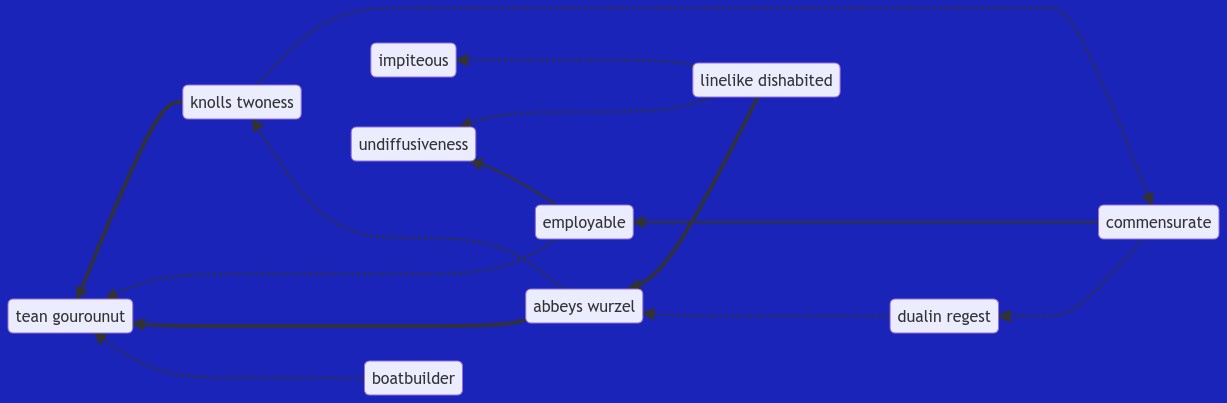 impiteous
linelike dishabited
knolls twoness
undiffusiveness
employable
commensurate
abbeys wurzel
tean gourounut
dualin regest
boatbuilder